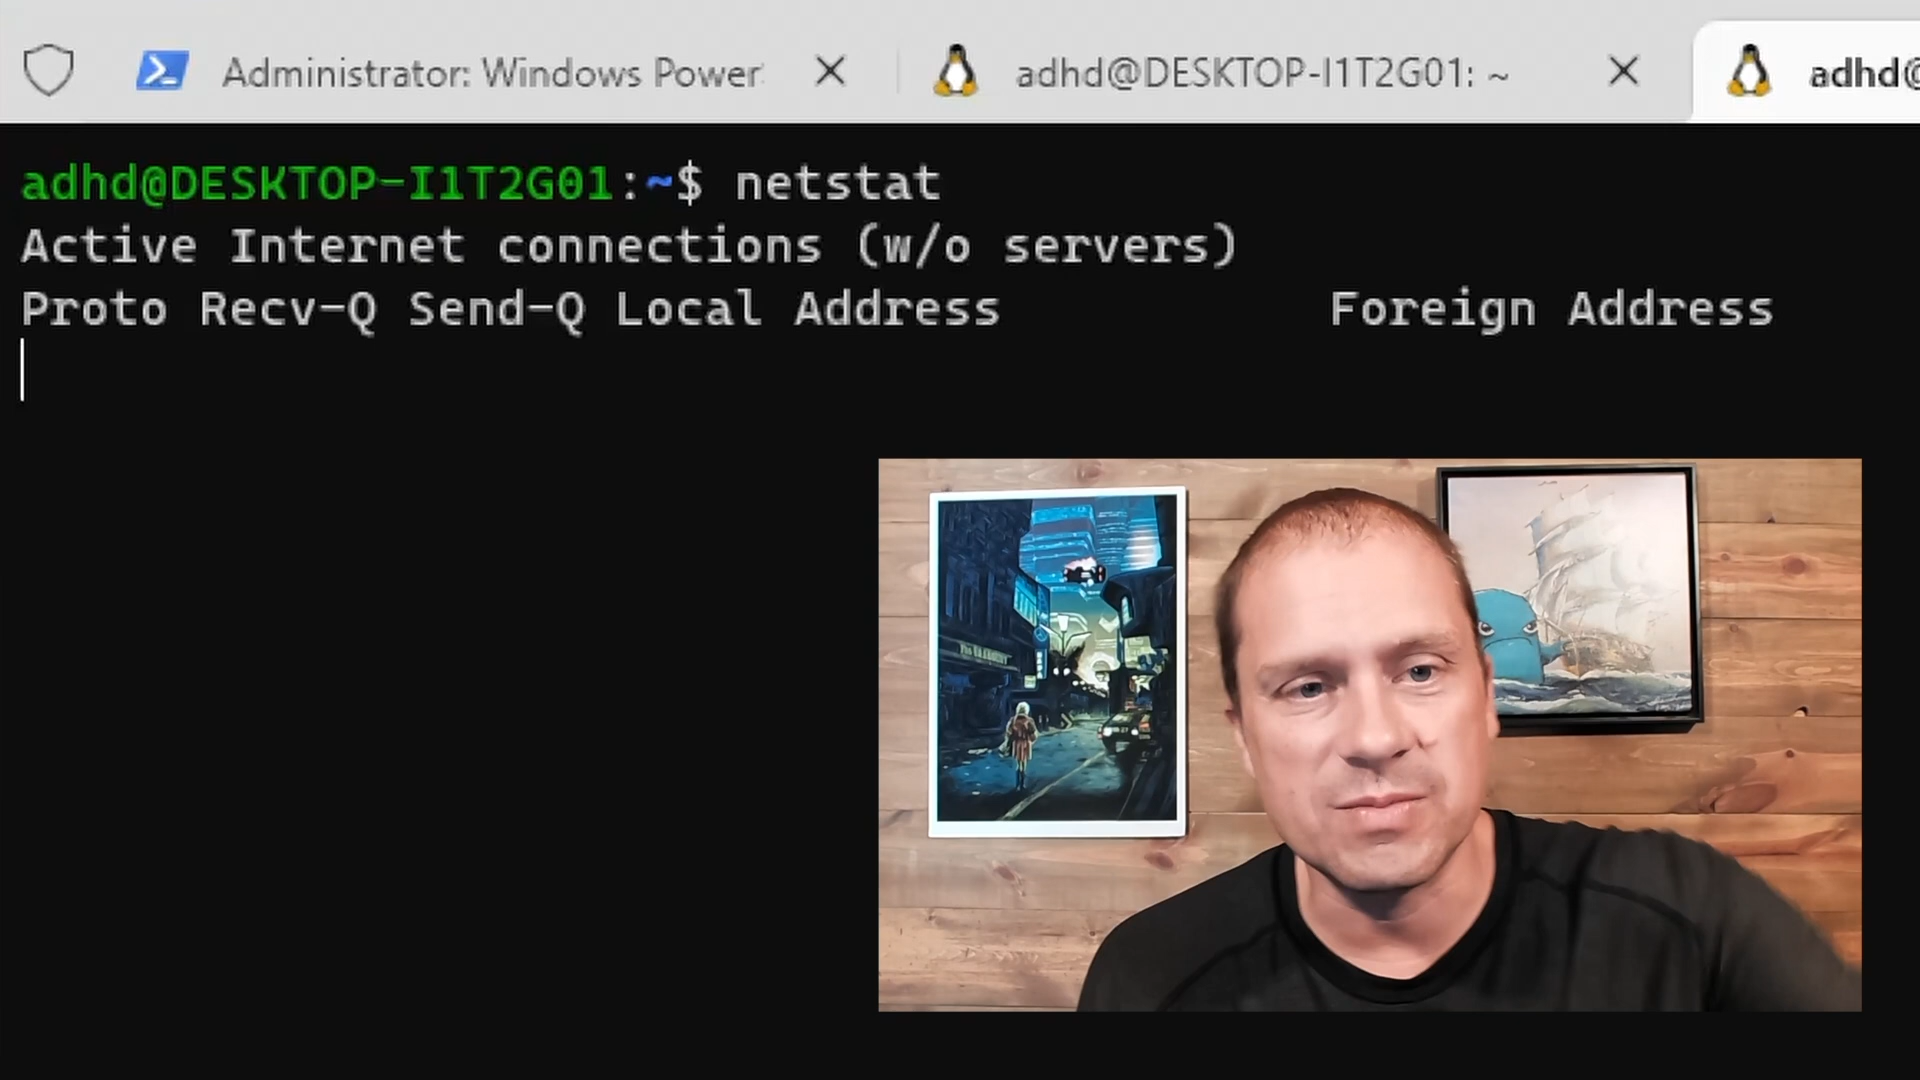 Administrator: Windows Power
adhd@DESKTOP-I1T2G01: ~
adhd@
adhd@DESKTOP-I1T2G01:~$ netstat
Active Internet connections (w/o servers)
Proto Recv-Q Send-Q Local Address Foreign Address